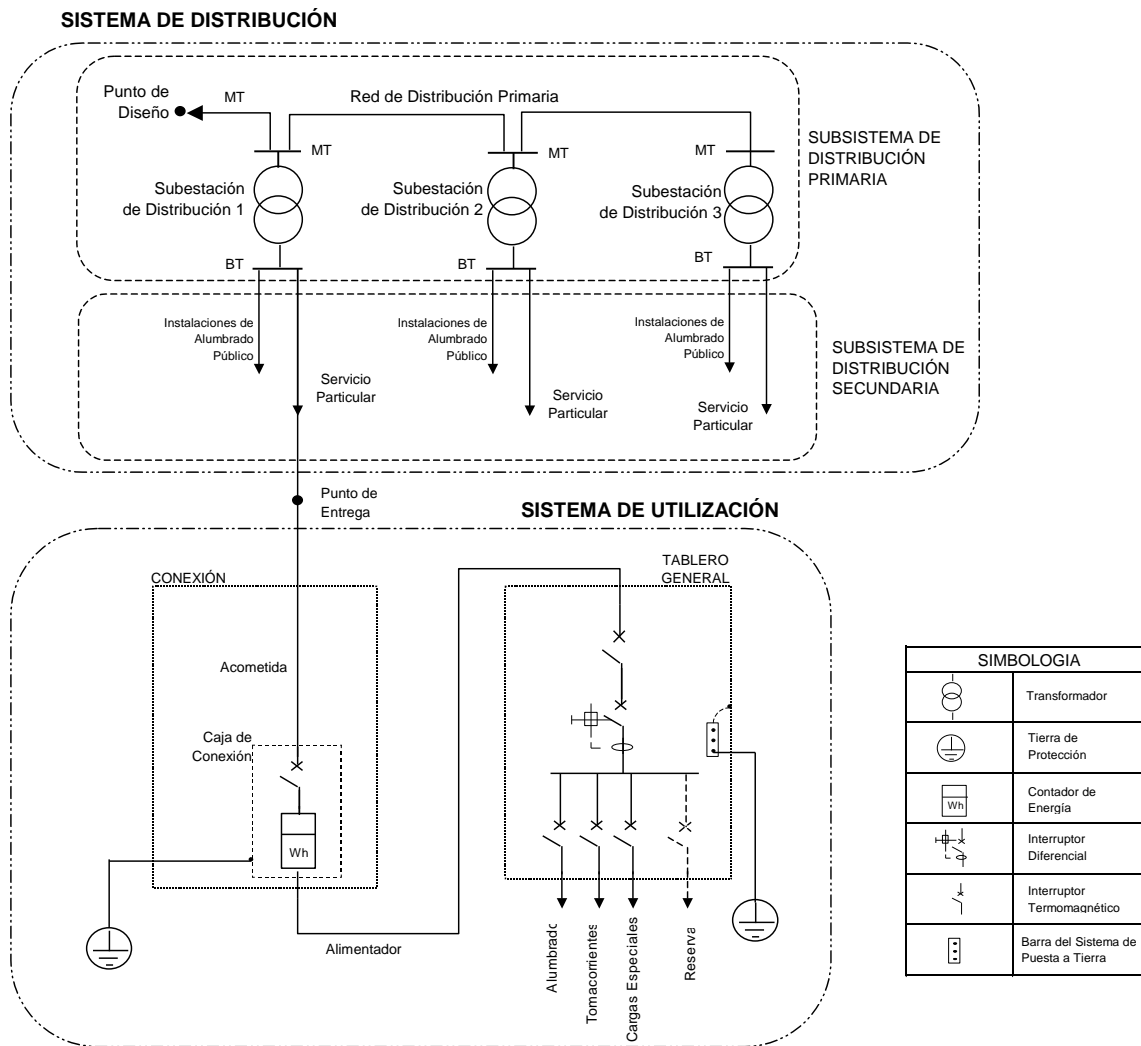 SISTEMA DE DISTRIBUCIÓN
Punto de
Diseño
MT
Red de Distribución Primaria
MT
MT
MT
SUBSISTEMA DE
DISTRIBUCIÓN
PRIMARIA
Subestación
de Distribución 1
Subestación
de Distribución 2
Subestación
de Distribución 3
BT
BT
BT
Instalaciones de
Alumbrado
Público
Instalaciones de
Alumbrado
Público
Instalaciones de
Alumbrado
Público
SUBSISTEMA DE
DISTRIBUCIÓN
SECUNDARIA
Servicio
Particular
Servicio
Particular
Servicio
Particular
Punto de
Entrega
SISTEMA DE UTILIZACIÓN
CONEXIÓN
TABLERO
GENERAL
Acometida
Caja de
Conexión
Wh
Alimentador
Alumbrado
Tomacorrientes
Cargas Especiales
Reserva
SIMBOLOGIA
Transformador
Tierra de
Protección
Wh
Contador de
Energía
Interruptor
Diferencial
Interruptor
Termomagnético
Barra del Sistema de
Puesta a Tierra